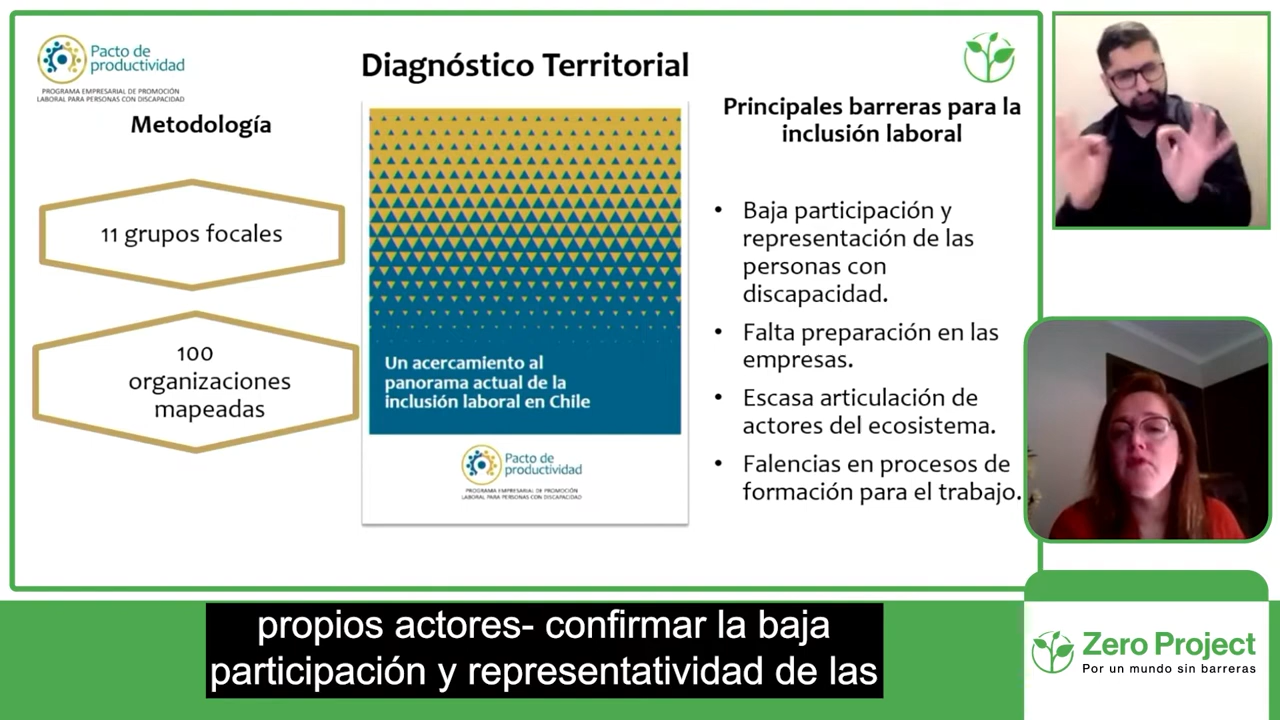 Pacto de
productividad
PROGRAMA EMPRESARIAL DE PROMOCIÓN
LABORAL PARA PERSONAS CON DISCAPACIDAD
Diagnóstico Territorial
Metodología
11 grupos focales
100
organizaciones
mapeadas
Un acercamiento al
panorama actual de la
inclusión laboral en Chile
Pacto de
productividad
PROGRAMA EMPRESARIAL DE PROMOCIÓN
LABORAL PARA PERSONAS CON DISCAPACIDAD
Principales barreras para la
inclusión laboral
• Baja participación y
representación de las
personas con
discapacidad.
• Falta preparación en las
empresas.
• Escasa articulación de
actores del ecosistema.
• Falencias en procesos de
formación para el trabajo.
propios actores- confirmar la baja
participación y representatividad de las
Zero Project
Por un mundo sin barreras